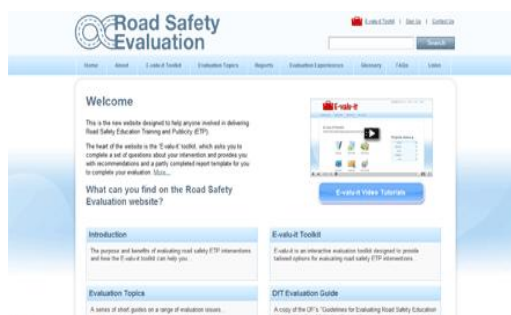 Road Safety
Evaluation
E-valu-it Toolkit | Sign Up | Contact Us
Search
Home About E-valu-it Toolkit Evaluation Topics Reports Evaluation Experiences Glossary FAQs Links
Welcome
This is the new website designed to help anyone involved in delivering
Road Safety Education Training and Publicity (ETP).
The heart of the website is the 'E-valu-it' toolkit, which asks you to
complete a set of questions about your intervention and provides you
with recommendations and a partly completed report template for you
to complete your evaluation. More...
E-valu-it
E-valu-it Video Tutorials
What can you find on the Road Safety
Evaluation website?
Introduction
The purpose and benefits of evaluating road safety ETP interventions
and how the E-valu-it toolkit can help you.
E-valu-it Toolkit
E-valu-it is an interactive evaluation toolkit designed to provide
tailored options for evaluating road safety ETP interventions.
Evaluation Topics
A series of short guides on a range of evaluation issues.
DfT Evaluation Guide
A copy of the DfT's "Guidelines for Evaluating Road Safety Education